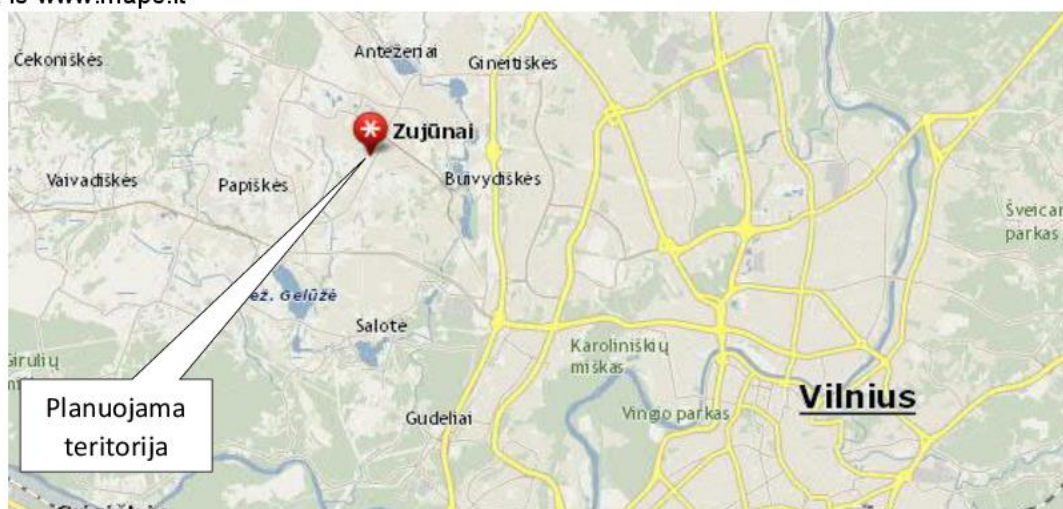 Čekoniškės
Antežeriai
Gineitiškės
Zujūnai
Vaivadiškės
Papiškės
Buivydiškės
Šveicar
parkas
ež. Gelūžė
Salotė
Karoliniškių
miškas
Girulių
Vilnius
Vingio parkas
Gudeliai
Planuojama
teritorija